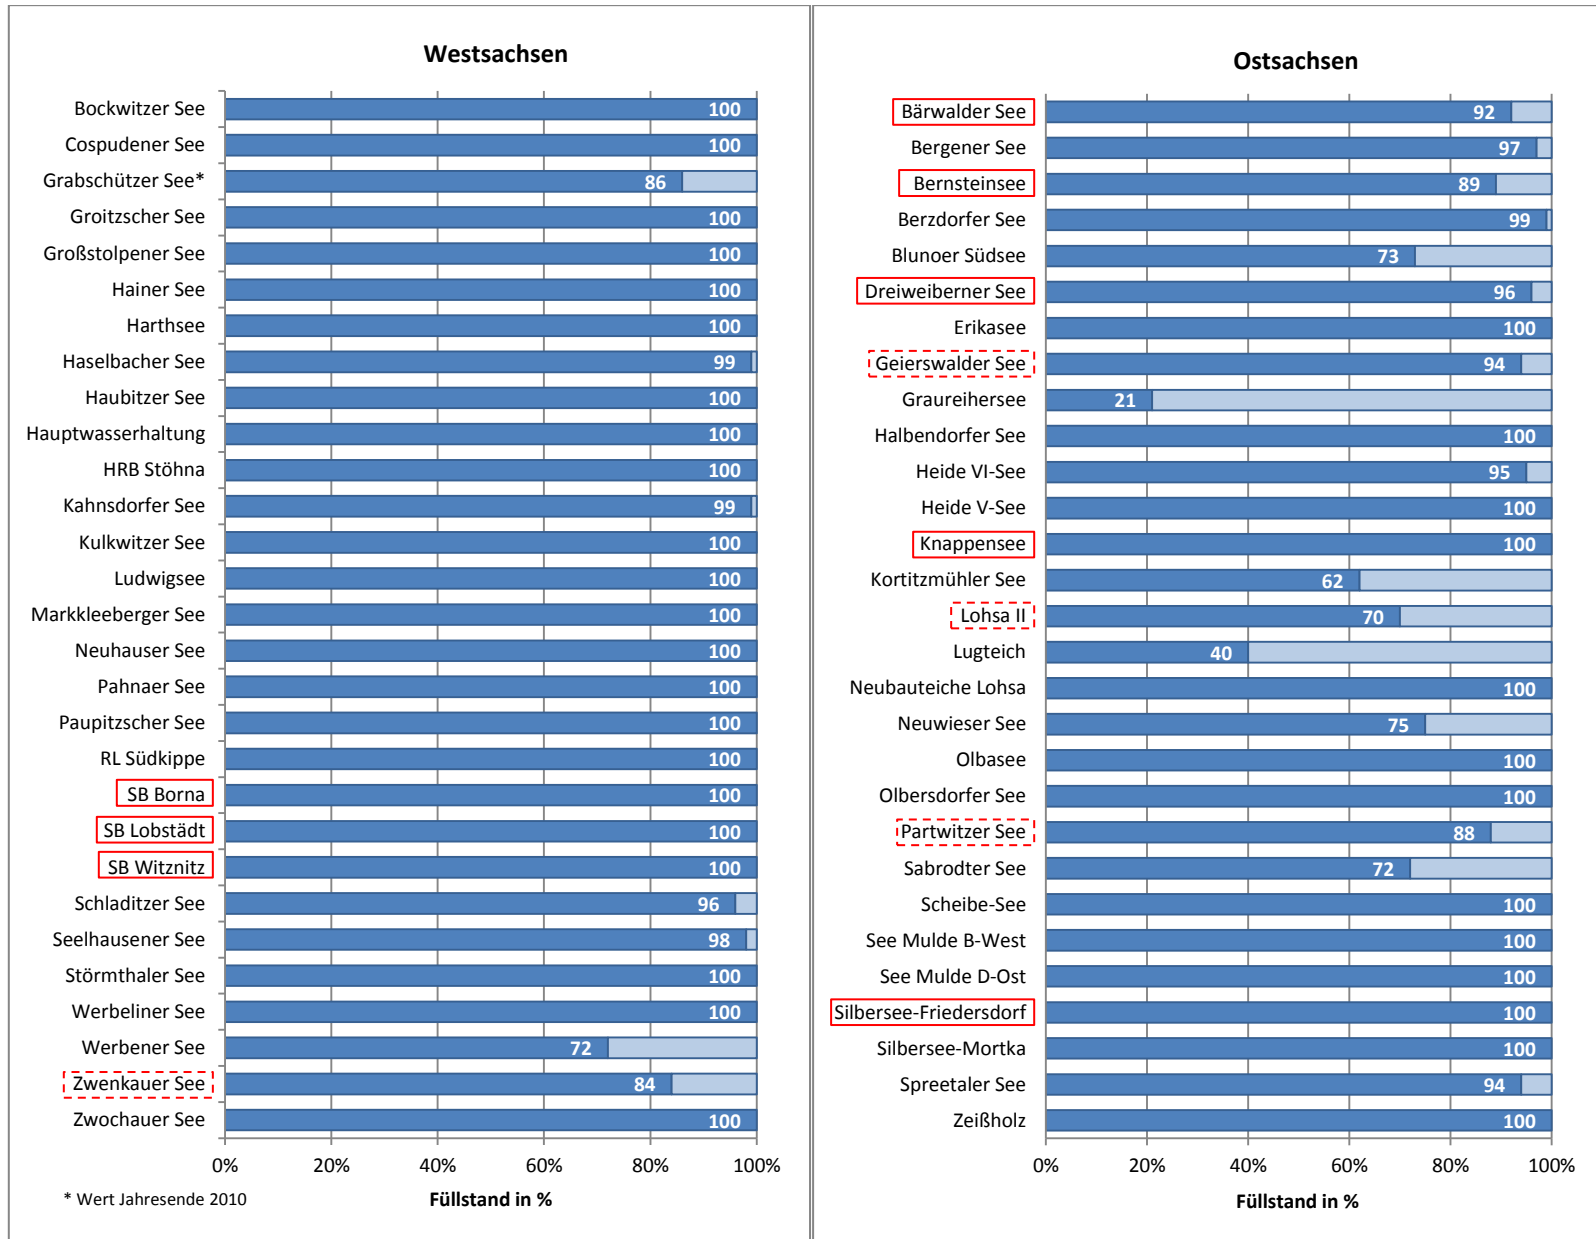 Westsachsen
Bockwitzer See 100
Cospudener See 100
Grabschützer See* 86
Groitzscher See 100
Großstolpener See 100
Hainer See 100
Harthsee 100
Haselbacher See 99
Haubitzer See 100
Hauptwasserhaltung 100
HRB Stöhna 100
Kahnsdorfer See 99
Kulkwitzer See 100
Ludwigsee 100
Markkleeberger See 100
Neuhauser See 100
Pahnaer See 100
Paupitzscher See 100
RL Südkippe 100
SB Borna 100
SB Lobstädt 100
SB Witznitz 100
Schladitzer See 96
Seelhausener See 98
Störmthaler See 100
Werbeliner See 100
Werbener See 72
Zwenkauer See 84
Zwochauer See 100
0% 20% 40% 60% 80% 100%
* Wert Jahresende 2010 Füllstand in %
Ostsachsen
Bärwalder See 92
Bergener See 97
Bernsteinsee 89
Berzdorfer See 99
Blunoer Südsee 73
Dreiweiberner See 96
Erikasee 100
Geierswalder See 94
Graureihersee 21
Halbendorfer See 100
Heide VI-See 95
Heide V-See 100
Knappensee 100
Kortitzmühler See 62
Lohsa II 70
Lugteich 40
Neubauteiche Lohsa 100
Neuwieser See 75
Olbasee 100
Olbersdorfer See 100
Partwitzer See 88
Sabrodter See 72
Scheibe-See 100
See Mulde B-West 100
See Mulde D-Ost 100
Silbersee-Friedersdorf 100
Silbersee-Mortka 100
Spreetaler See 94
Zeißholz 100
0% 20% 40% 60% 80% 100%
Füllstand in %